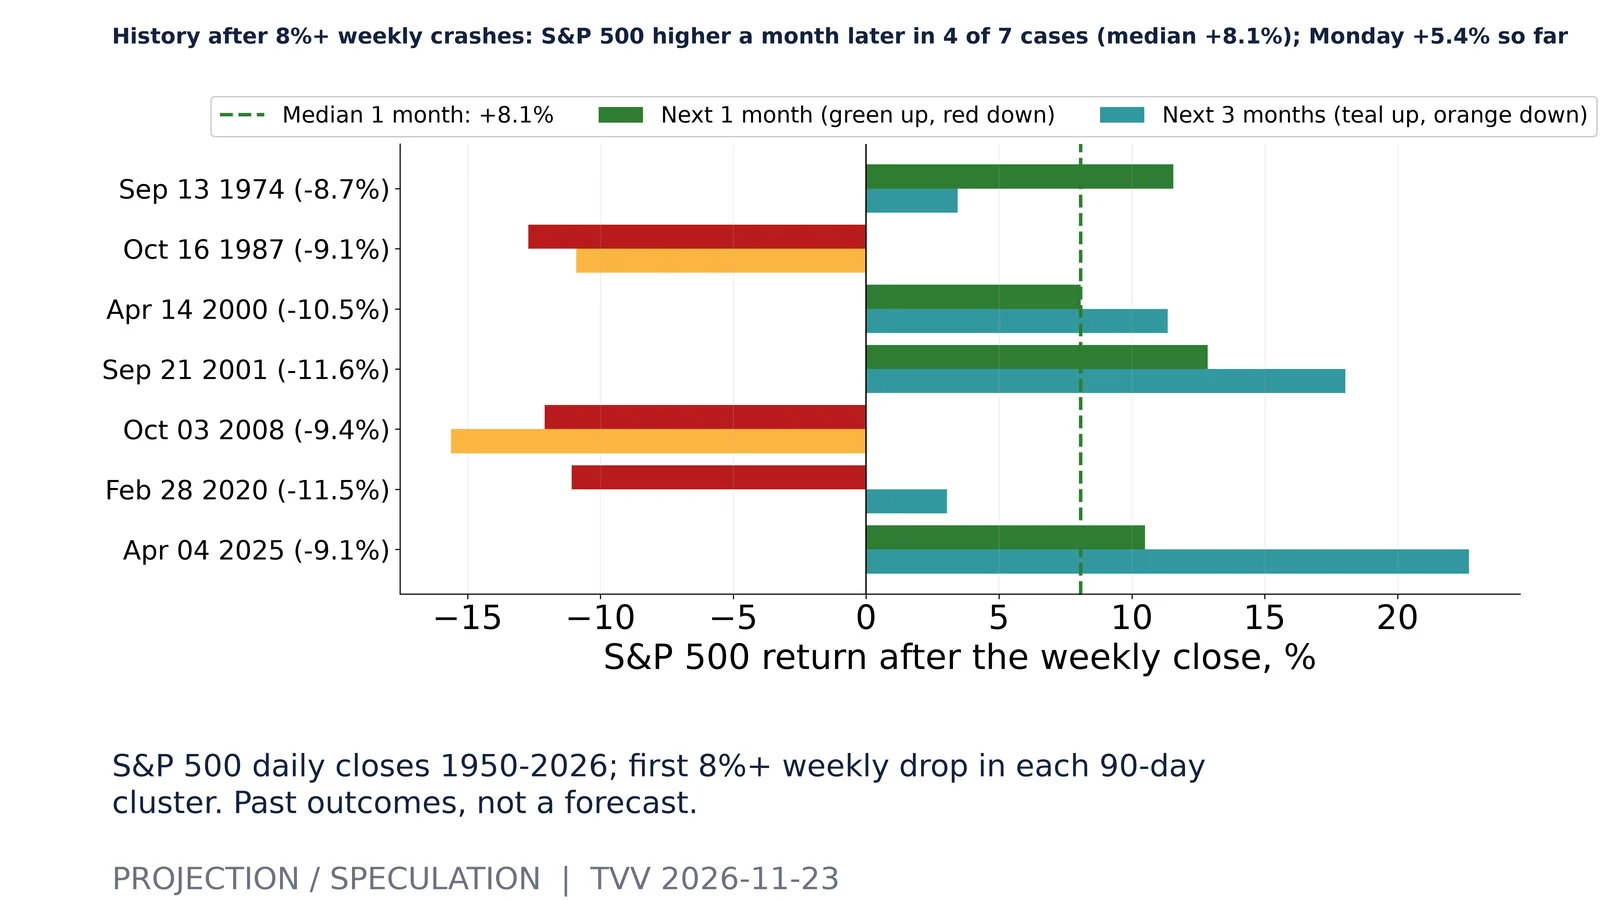 History after 8%+ weekly crashes: S&P 500 higher a month later in 4 of 7 cases (median +8.1%); Monday +5.4% so far
Median 1 month: +8.1%
Next 1 month (green up, red down)
Next 3 months (teal up, orange down)
Sep 13 1974 (-8.7%)
Oct 16 1987 (-9.1%)
Apr 14 2000 (-10.5%)
Sep 21 2001 (-11.6%)
Oct 03 2008 (-9.4%)
Feb 28 2020 (-11.5%)
Apr 04 2025 (-9.1%)
−15 −10 −5 0 5 10 15 20
S&P 500 return after the weekly close, %
S&P 500 daily closes 1950-2026; first 8%+ weekly drop in each 90-day
cluster. Past outcomes, not a forecast.
PROJECTION / SPECULATION | TVV 2026-11-23